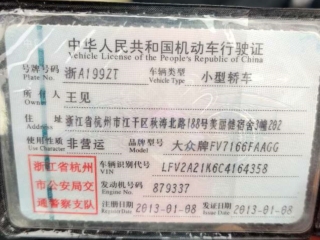 中华人民共和国机动车行驶证
Vehicle License of the People's Republic of China
号牌号码 浙A199ZT 车辆类型 小型轿车
Plate No. Vehicle Type
所有人 王见
Owner
住址 浙江省杭州市江干区秋涛北路188号美丽德宿舍3幢202
Address
使用性质 非营运 品牌型号 大众牌FV7166FAAGG
Use Character Model
浙江省杭州市公安局交通警察支队
车辆识别代号 LFV2A21K6C4164358
VIN
发动机号码 879337
Engine No.
注册日期 2013-01-08 发证日期 2013-01-08
Register Date Issue Date